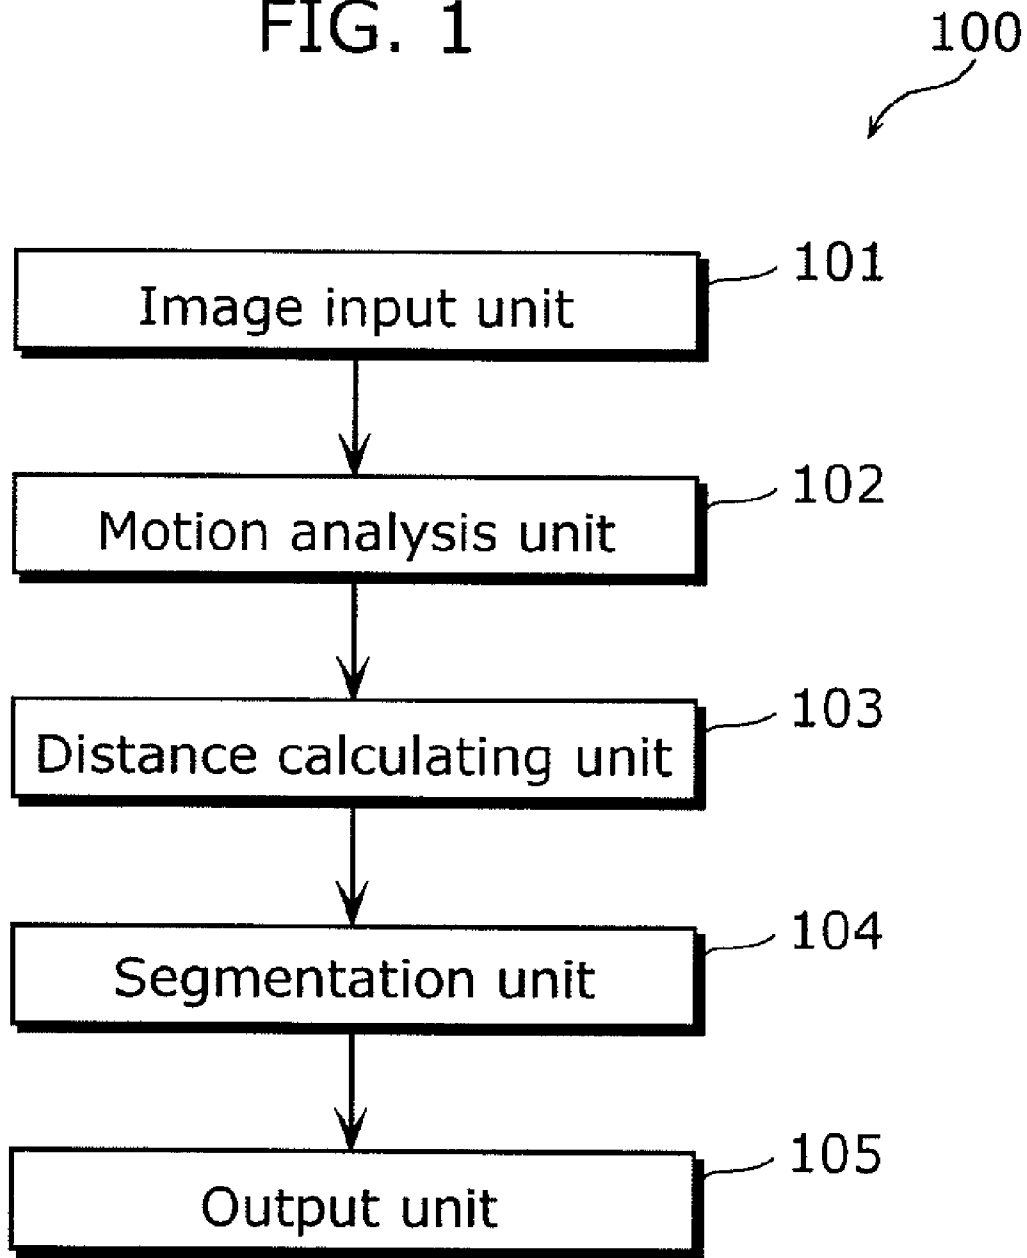 FIG. 1
100
Image input unit
101
Motion analysis unit
102
Distance calculating unit
103
Segmentation unit
104
Output unit
105